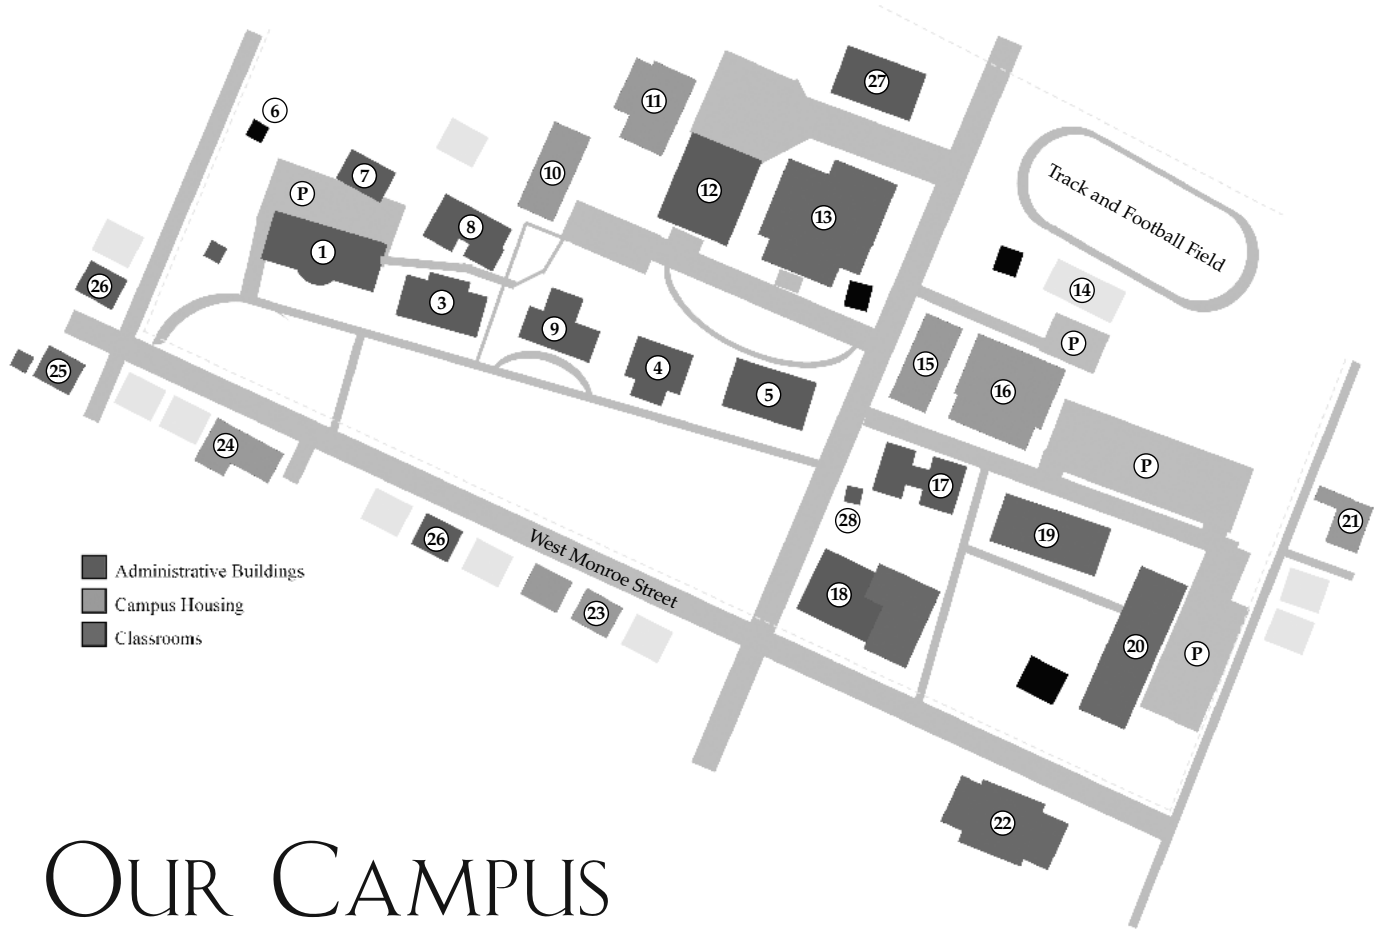 27
6
11
7
10
Track and Football Field
P
12
13
8
1
26
14
3
9
P
15
4
25
5
16
24
P
17
21
28
19
26
West Monroe Street
18
23
20
P
Administrative Buildings
Campus Housing
Classrooms
22
OUR CAMPUS